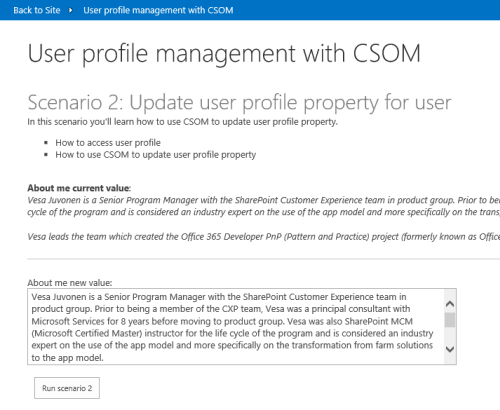 Back to Site ▸ User profile management with CSOM
User profile management with CSOM
Scenario 2: Update user profile property for user
In this scenario you'll learn how to use CSOM to update user profile property.
How to access user profile
How to use CSOM to update user profile property
About me current value:
Vesa Juvonen is a Senior Program Manager with the SharePoint Customer Experience team in product group. Prior to bein
cycle of the program and is considered an industry expert on the use of the app model and more specifically on the trans
Vesa leads the team which created the Office 365 Developer PnP (Pattern and Practice) project (formerly known as Office
About me new value:
Vesa Juvonen is a Senior Program Manager with the SharePoint Customer Experience team in
product group. Prior to being a member of the CXP team, Vesa was a principal consultant with
Microsoft Services for 8 years before moving to product group. Vesa was also SharePoint MCM
(Microsoft Certified Master) instructor for the life cycle of the program and is considered an industry
expert on the use of the app model and more specifically on the transformation from farm solutions
to the app model.
Run scenario 2